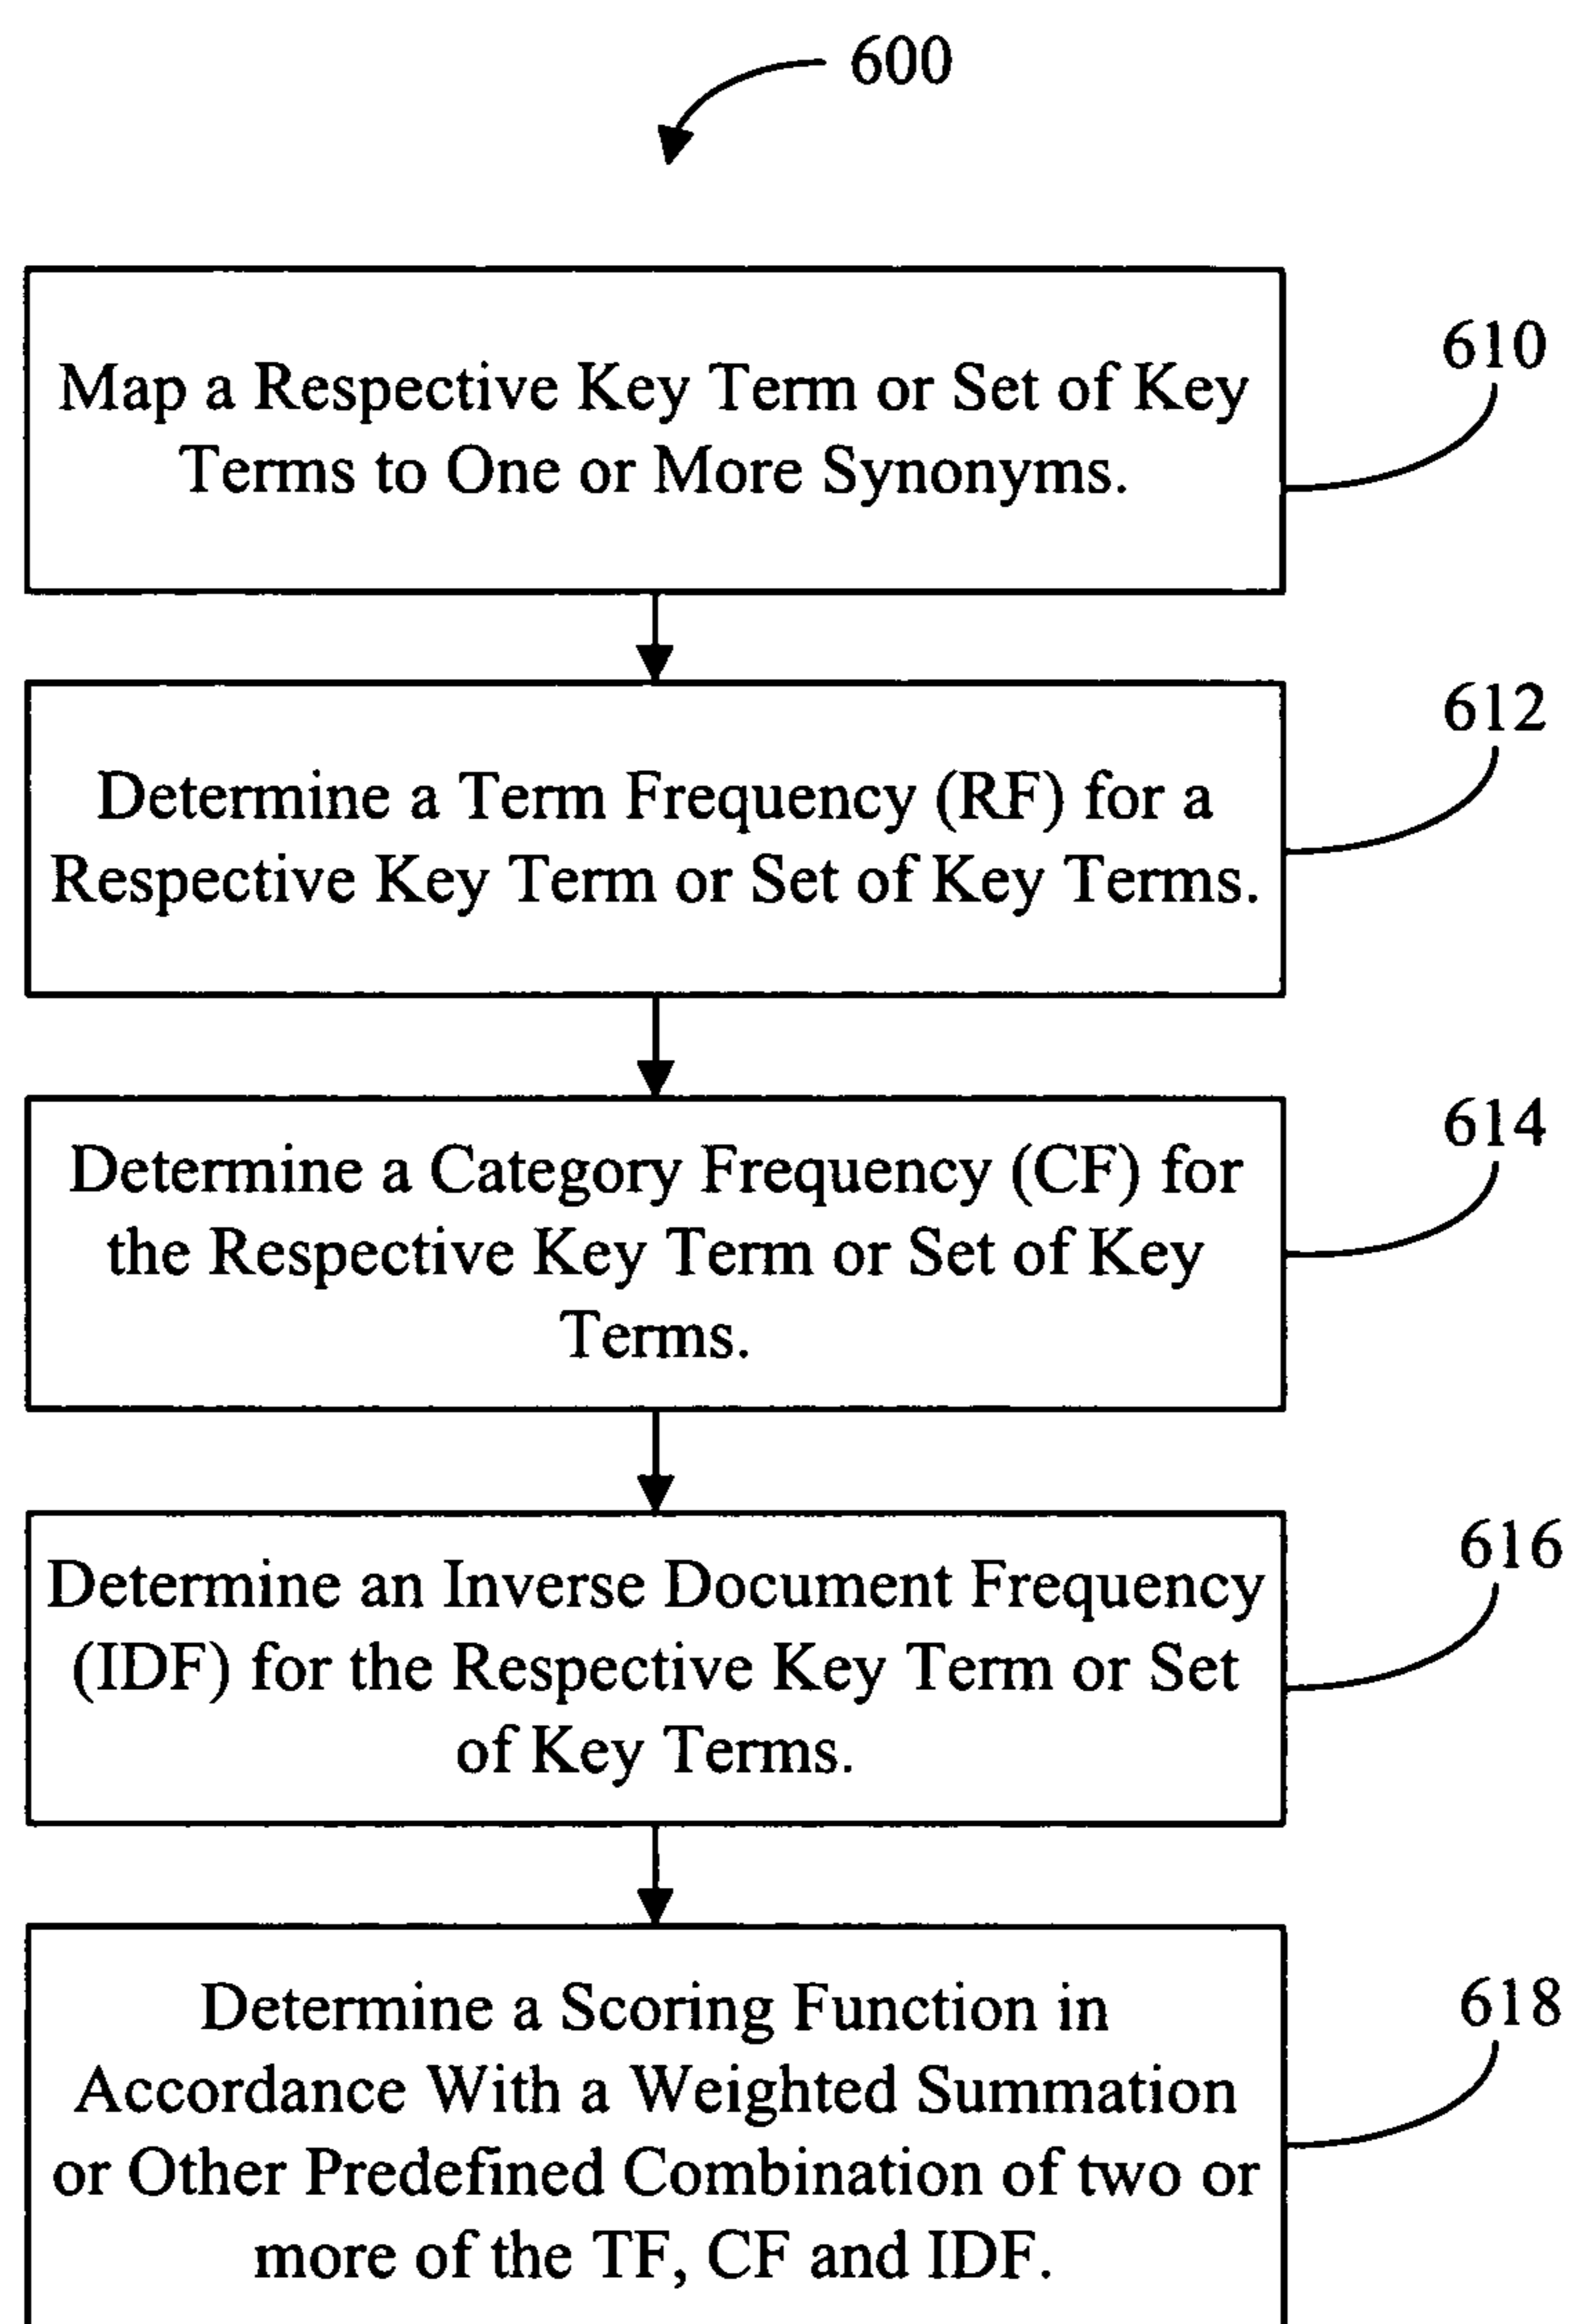 600
Map a Respective Key Term or Set of Key
Terms to One or More Synonyms.
610
Determine a Term Frequency (RF) for a
Respective Key Term or Set of Key Terms.
612
Determine a Category Frequency (CF) for
the Respective Key Term or Set of Key
Terms.
614
Determine an Inverse Document Frequency
(IDF) for the Respective Key Term or Set
of Key Terms.
616
Determine a Scoring Function in
Accordance With a Weighted Summation
or Other Predefined Combination of two or
more of the TF, CF and IDF.
618